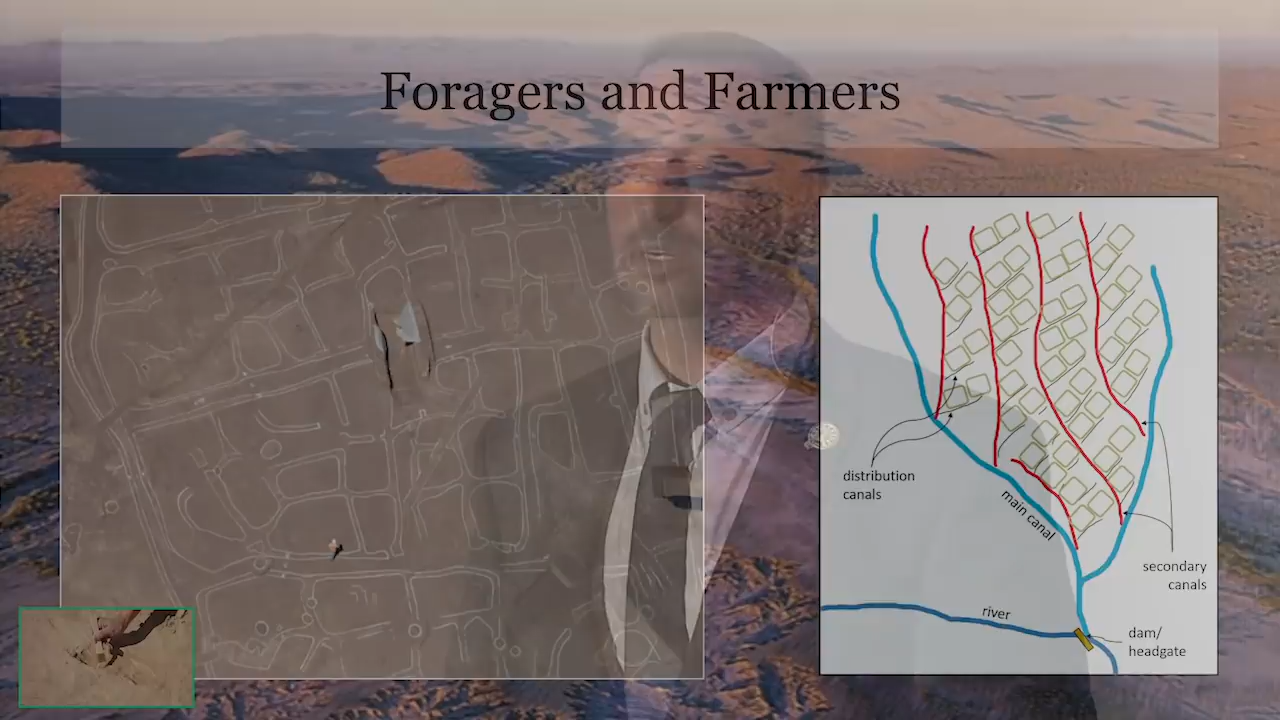 Foragers and Farmers
distribution
canals
main canal
secondary
canals
river
dam/
headgate